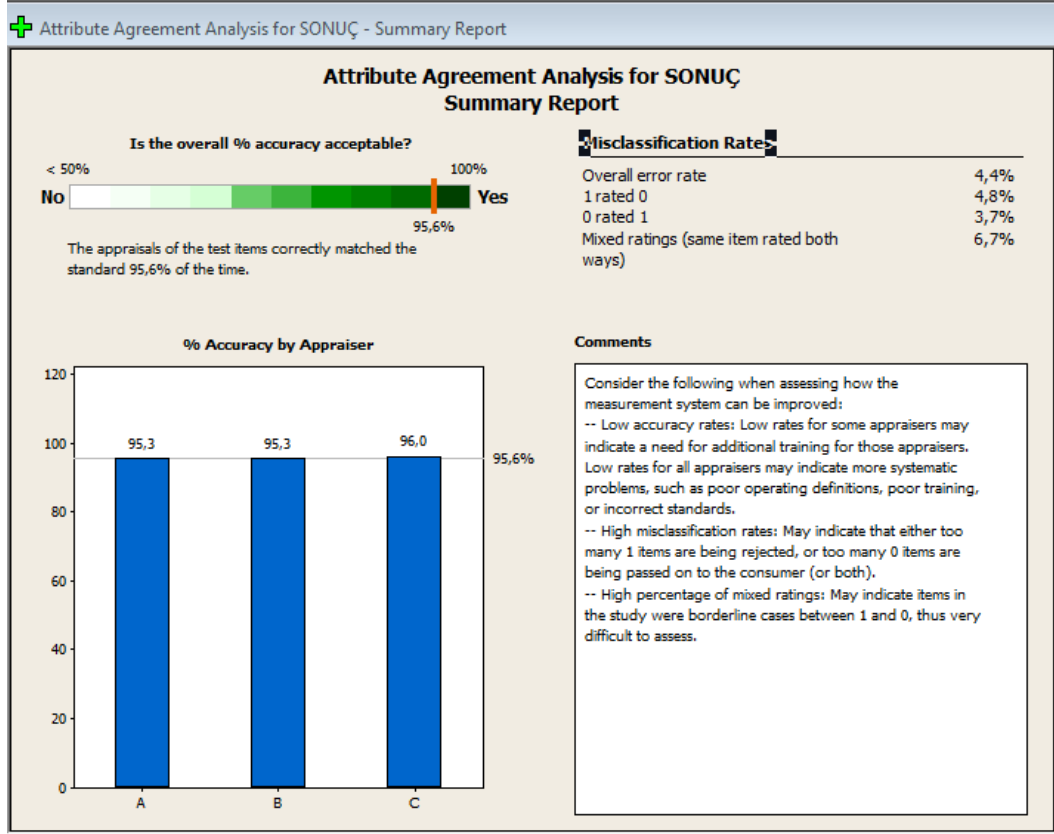 Attribute Agreement Analysis for SONUÇ - Summary Report
Attribute Agreement Analysis for SONUÇ
Summary Report
Is the overall % accuracy acceptable?
< 50%
100%
No
Yes
95,6%
The appraisals of the test items correctly matched the
standard 95,6% of the time.
Misclassification Rates
Overall error rate 4,4%
1 rated 0 4,8%
0 rated 1 3,7%
Mixed ratings (same item rated both 6,7%
ways)
% Accuracy by Appraiser
120
100
80
60
40
20
0
95,3
95,3
96,0
95,6%
A
B
C
Comments
Consider the following when assessing how the
measurement system can be improved:
-- Low accuracy rates: Low rates for some appraisers may
indicate a need for additional training for those appraisers.
Low rates for all appraisers may indicate more systematic
problems, such as poor operating definitions, poor training,
or incorrect standards.
-- High misclassification rates: May indicate that either too
many 1 items are being rejected, or too many 0 items are
being passed on to the consumer (or both).
-- High percentage of mixed ratings: May indicate items in
the study were borderline cases between 1 and 0, thus very
difficult to assess.